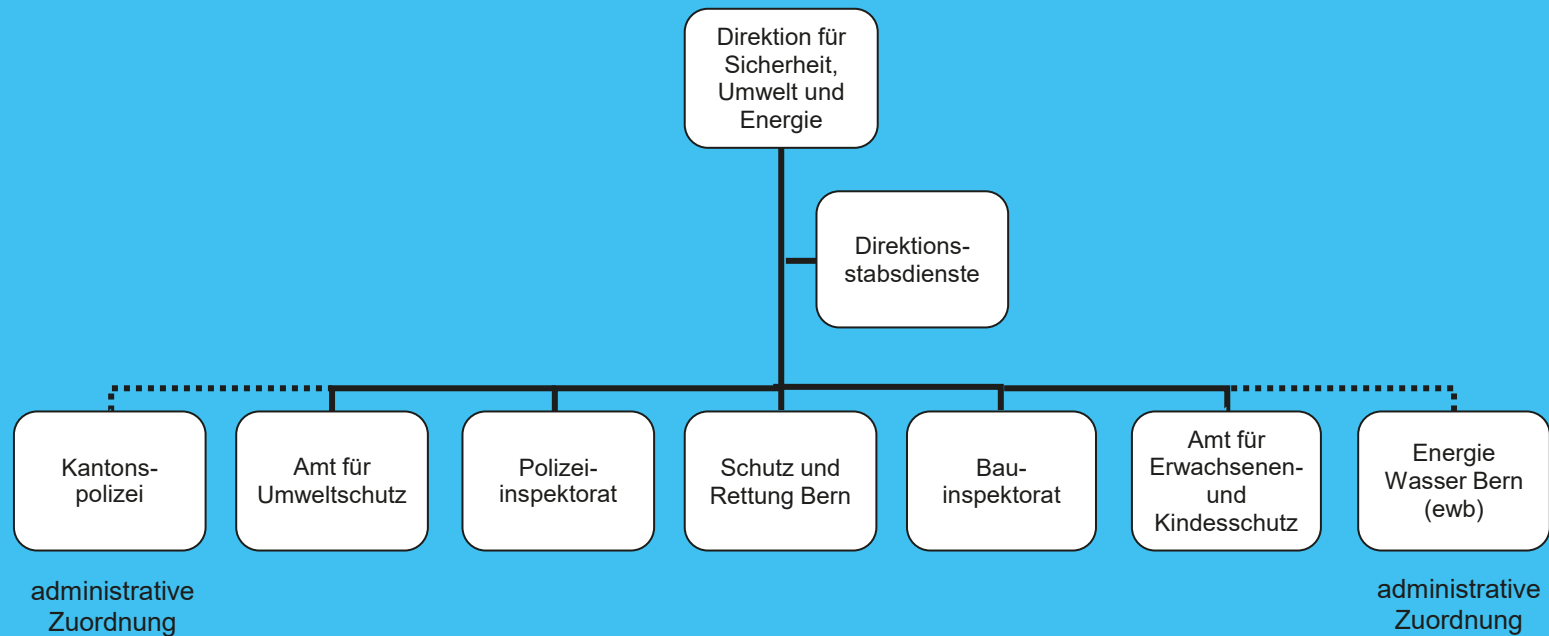 Direktion für
Sicherheit,
Umwelt und
Energie
Direktions-
stabsdienste
Kantons-
polizei
Amt für
Umweltschutz
Polizei-
inspektorat
Schutz und
Rettung Bern
Bau-
inspektorat
Amt für
Erwachsenen-
und
Kindesschutz
Energie
Wasser Bern
(ewb)
administrative
Zuordnung
administrative
Zuordnung